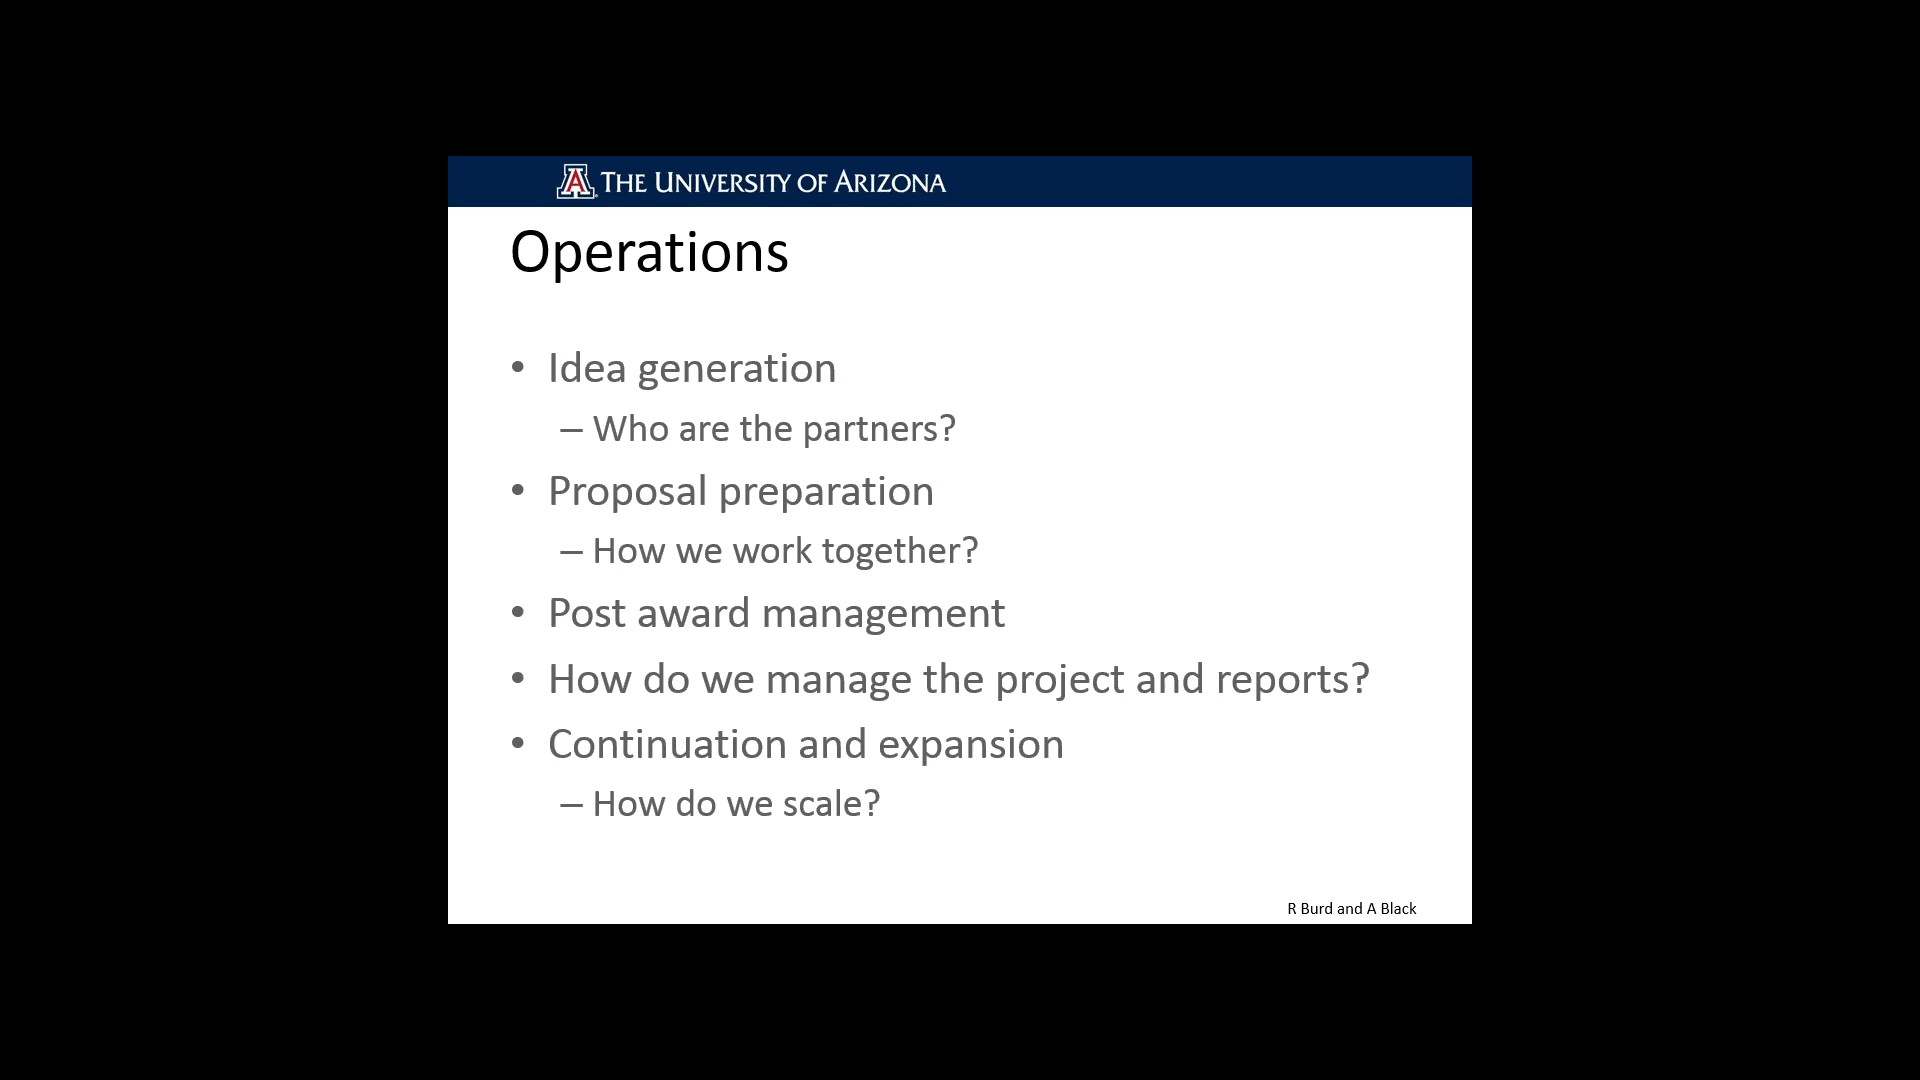 A THE UNIVERSITY OF ARIZONA
Operations
• Idea generation
– Who are the partners?
• Proposal preparation
– How we work together?
• Post award management
• How do we manage the project and reports?
• Continuation and expansion
– How do we scale?
R Burd and A Black